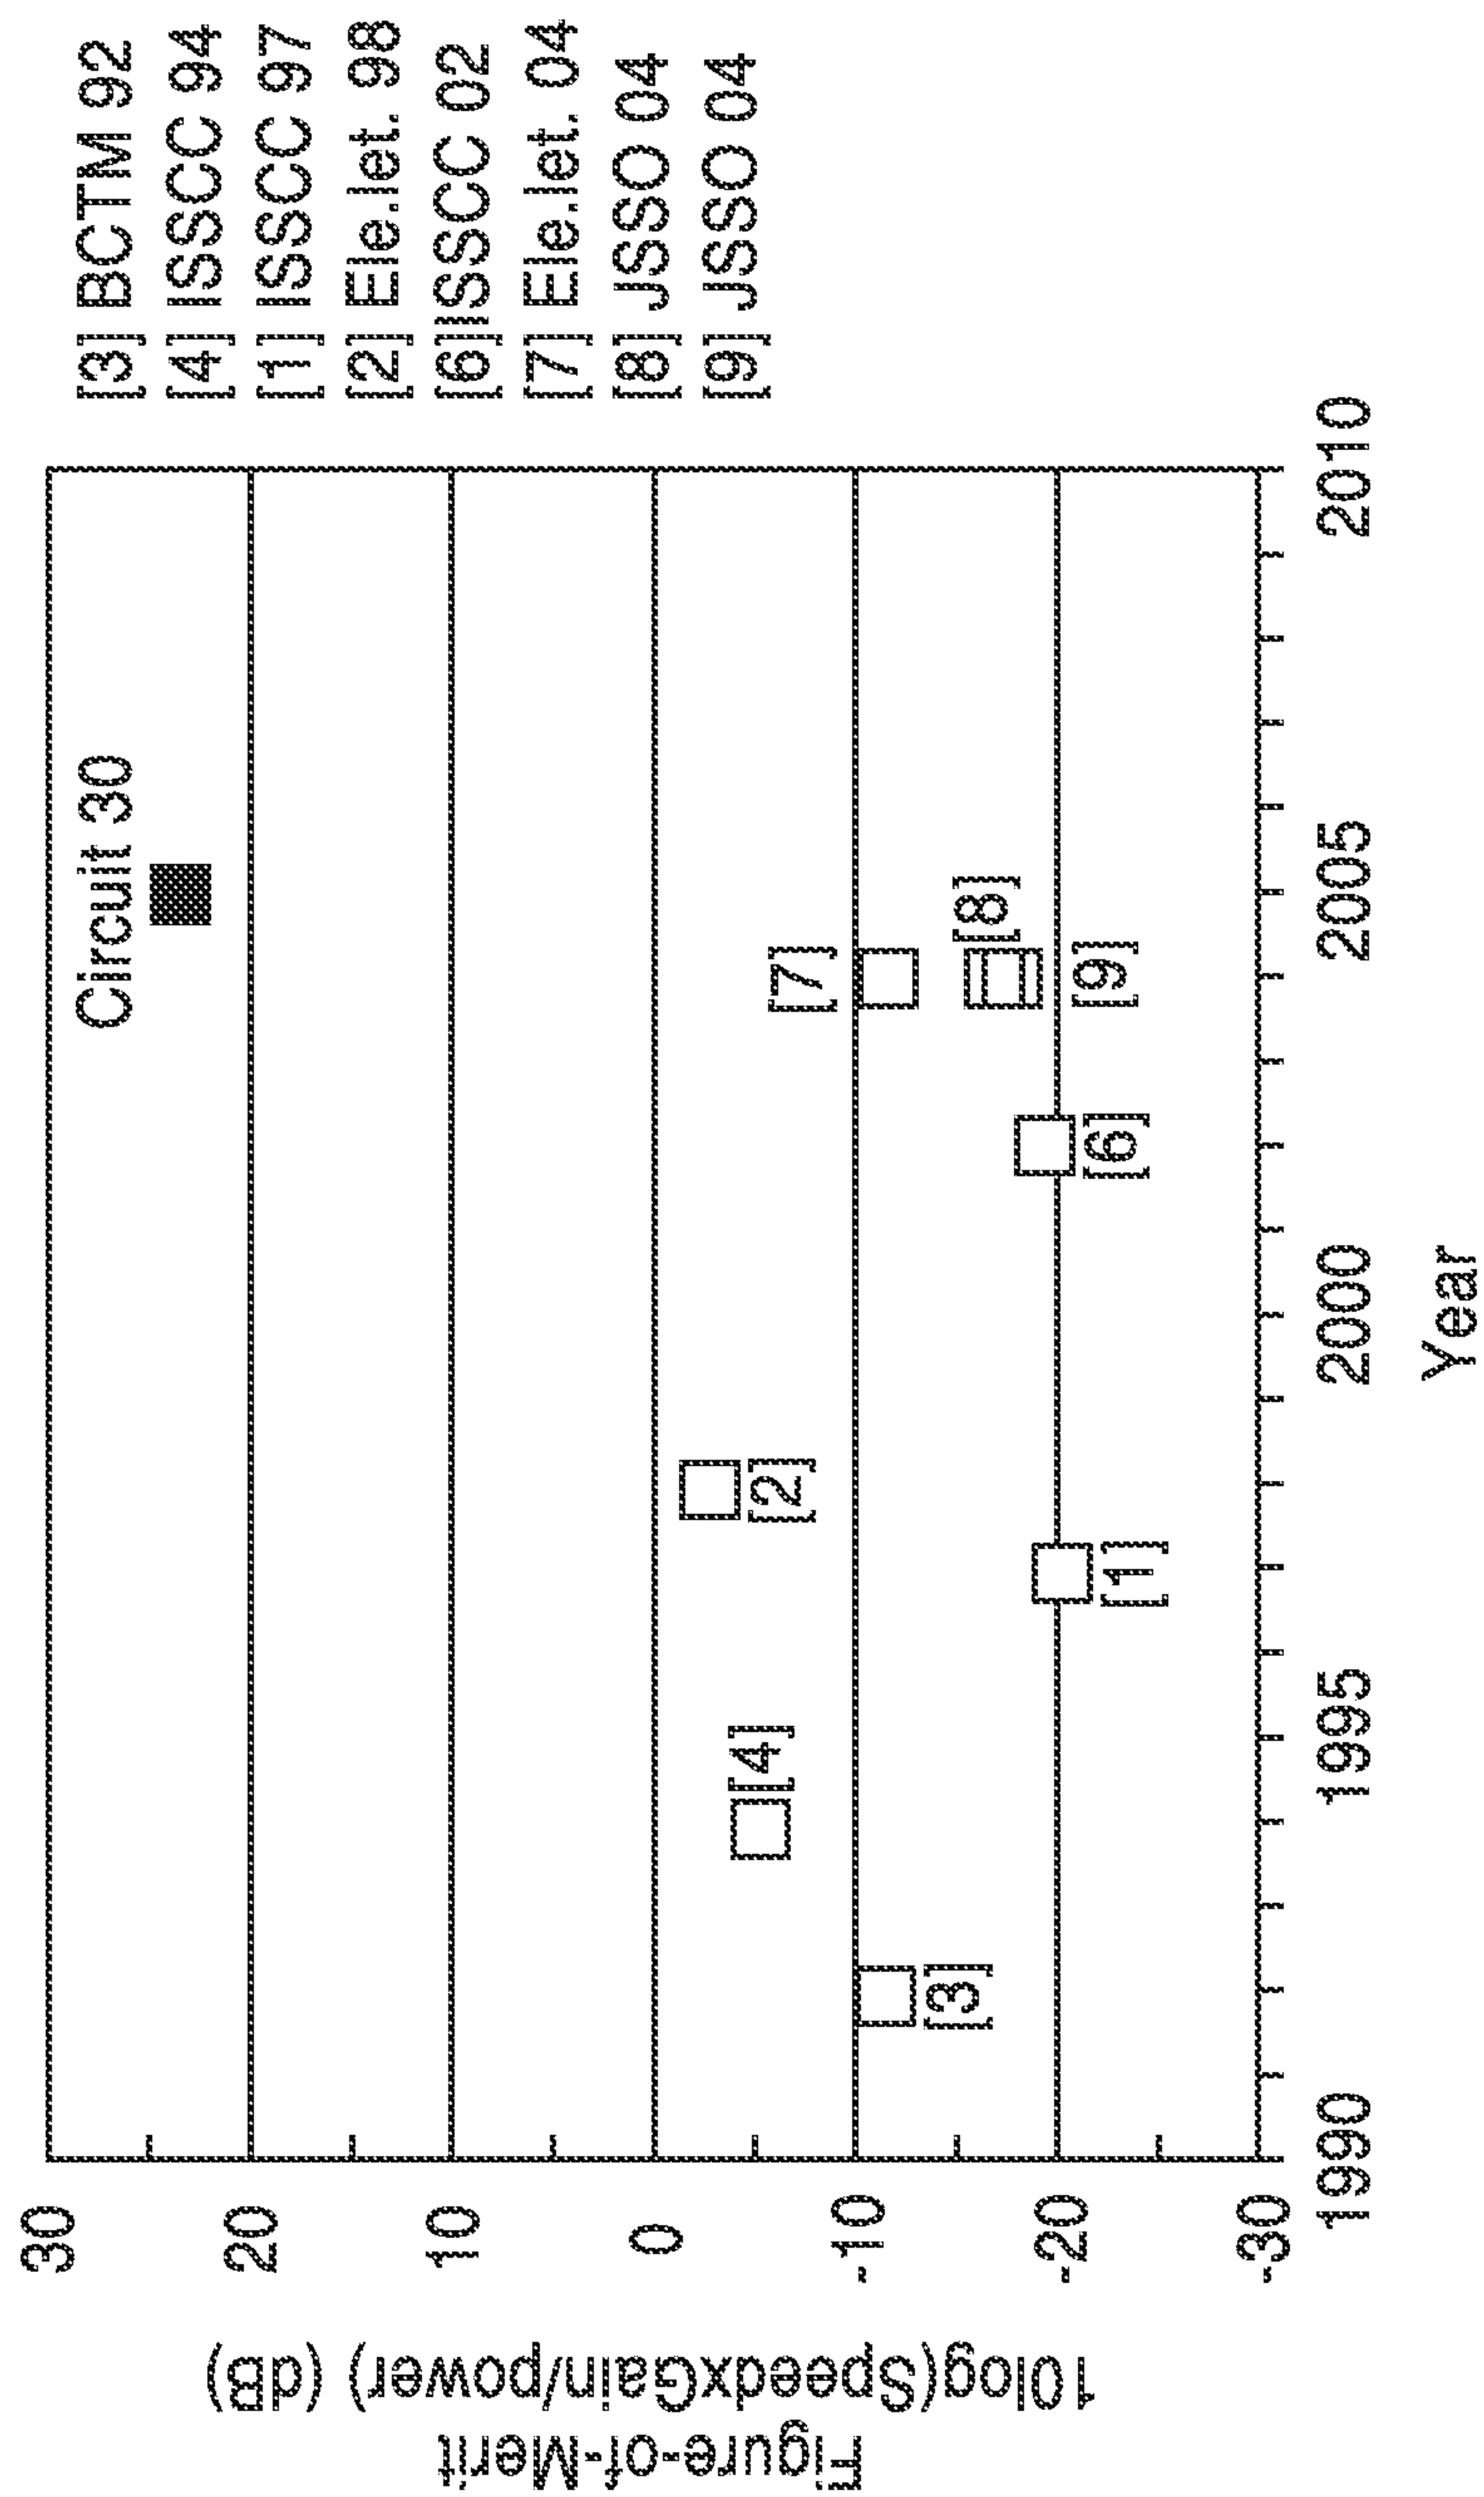 Figure-of-Merit
10log(SpeedxGain/power) (dB)
30
20
10
0
-10
-20
-30
1990
1995
2000
2005
2010
Year
Circuit 30
[3]
[4]
[1]
[2]
[6]
[7]
[8]
[9]
[3] BCTM 92
[4] ISSCC 94
[1] ISSCC 97
[2] Ele.let. 98
[6]ISSCC 02
[7] Ele.let. 04
[8] JSSO 04
[9] JSSO 04